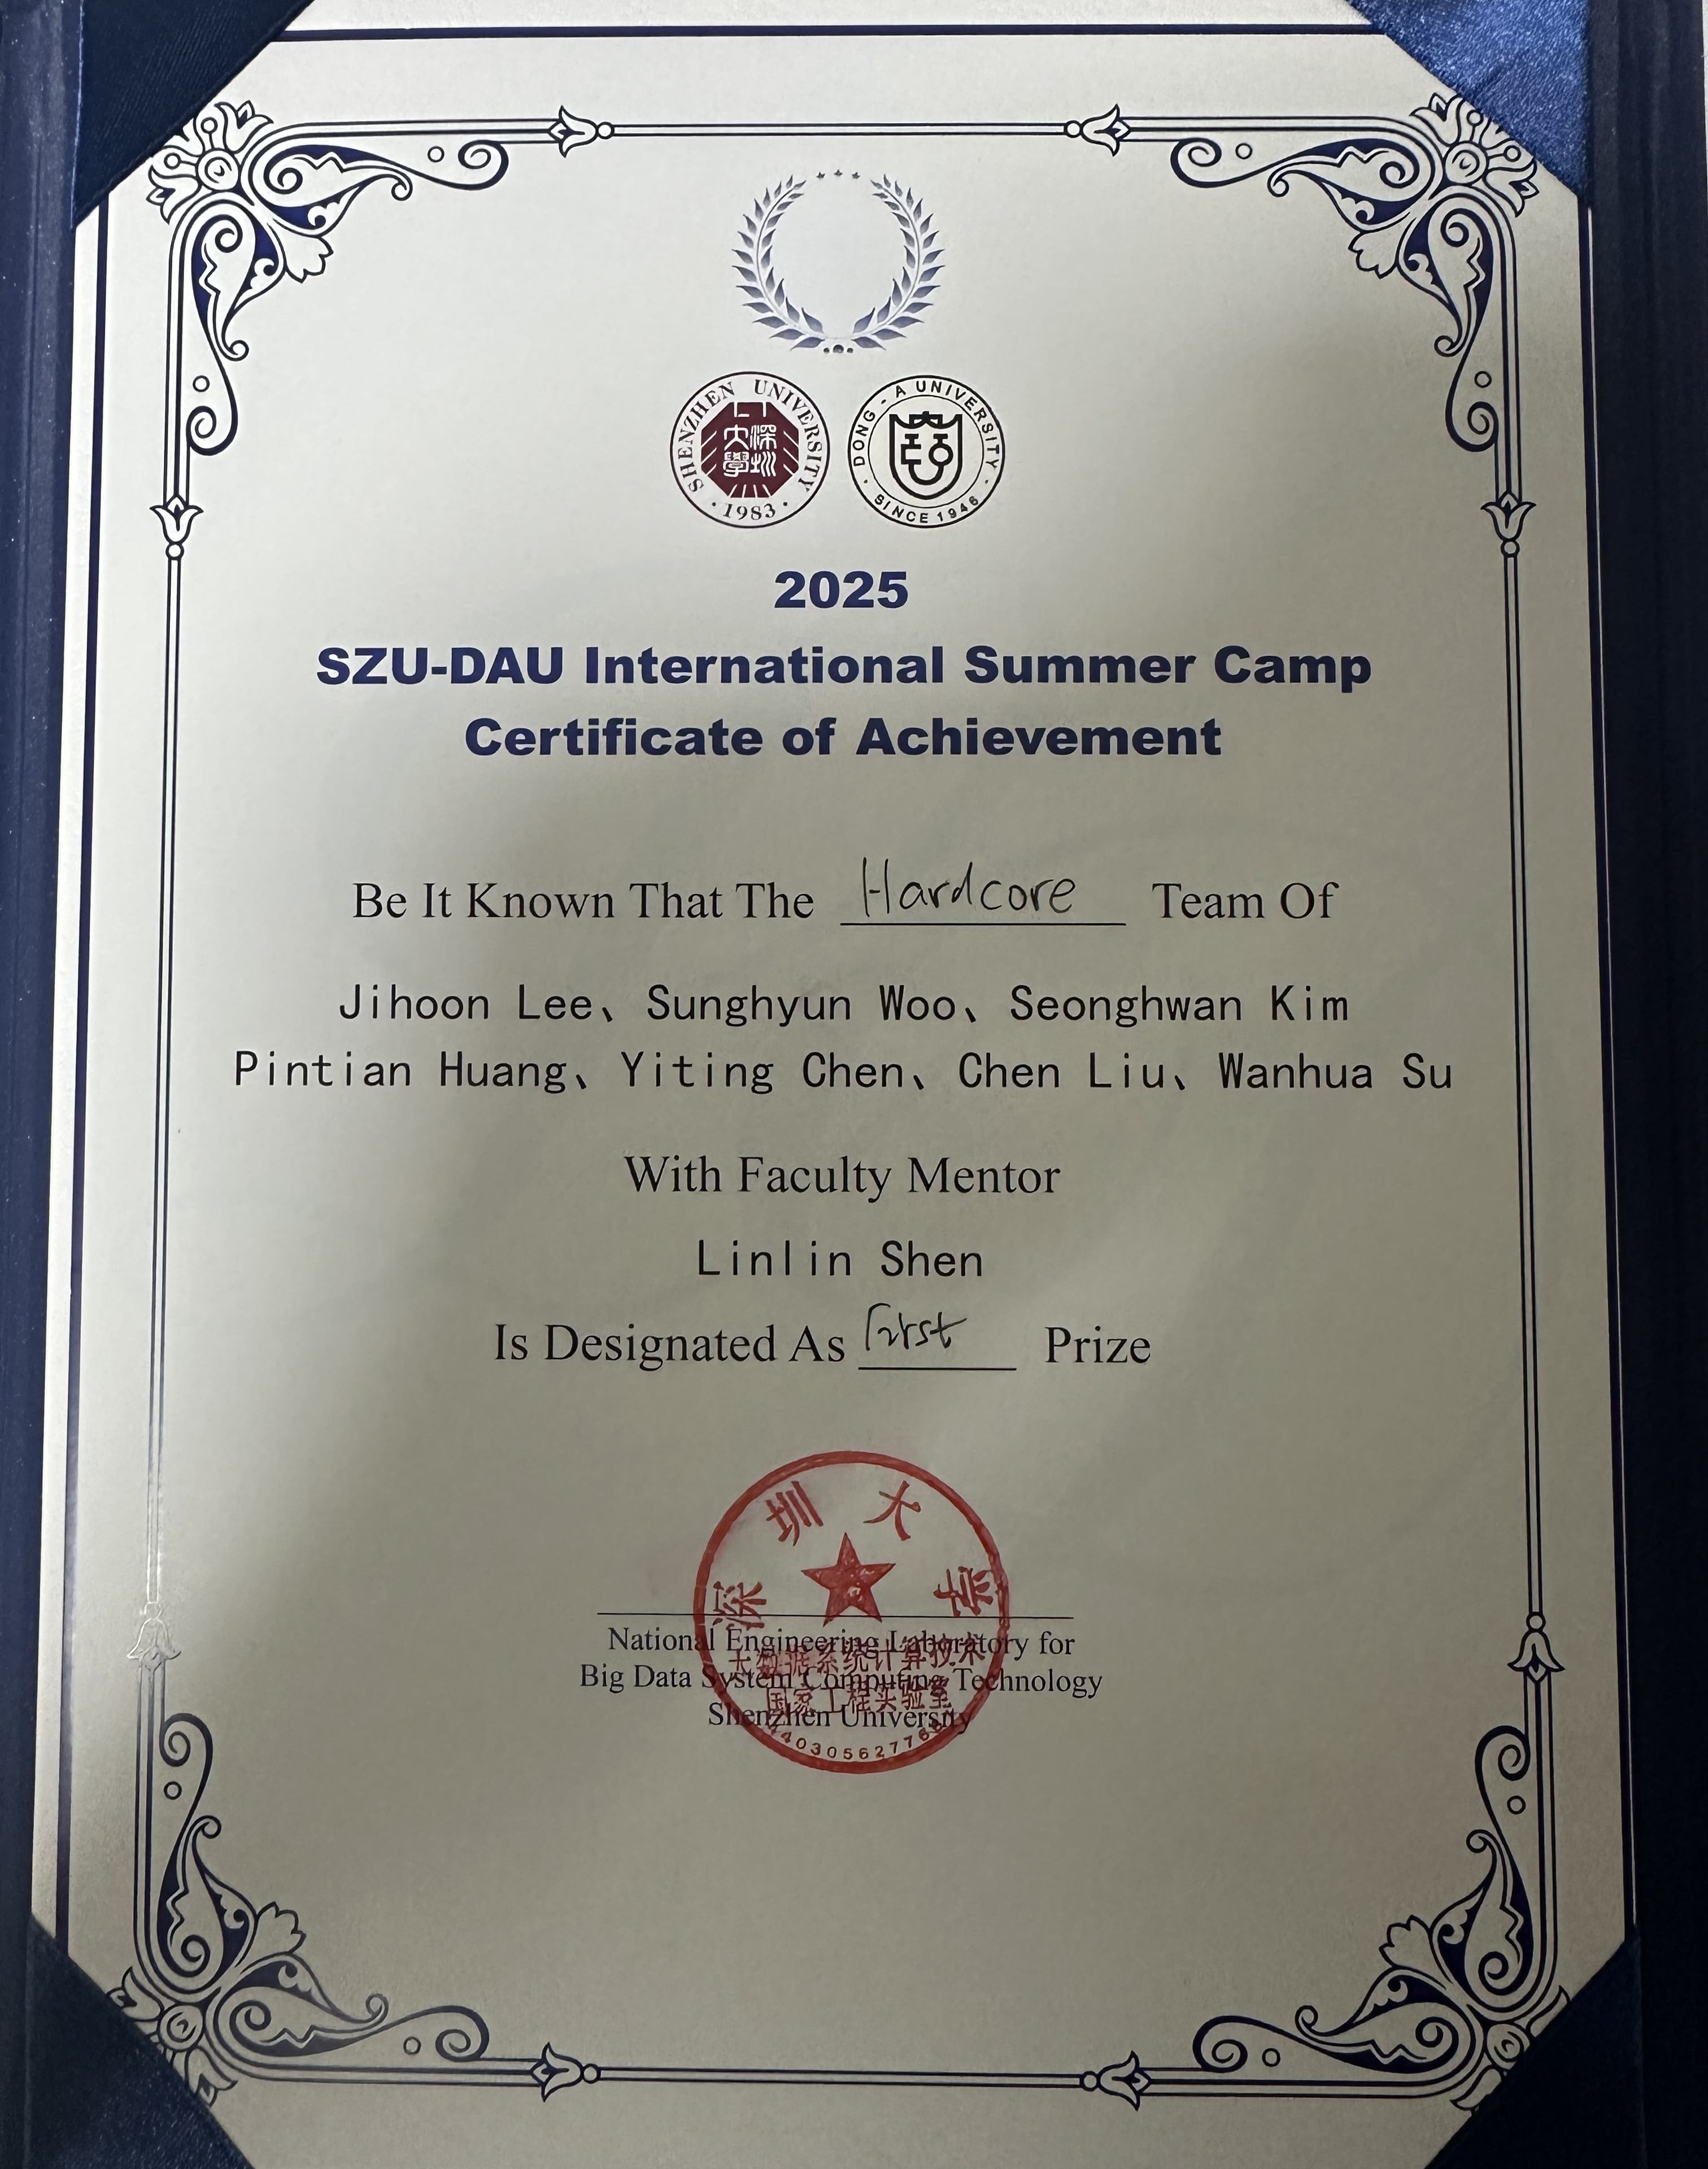 SHENZHEN UNIVERSITY
深圳大學
· 1983 ·
DONG - A UNIVERSITY
SINCE 1946
2025
SZU-DAU International Summer Camp
Certificate of Achievement
Be It Known That The Hardcore Team Of
Jihoon Lee、Sunghyun Woo、Seonghwan Kim
Pintian Huang、Yiting Chen、Chen Liu、Wanhua Su
With Faculty Mentor
Linlin Shen
Is Designated As First Prize
深圳大学
National Engineering Laboratory for
大数据系统计算技术
Big Data System Computing Technology
国家工程实验室
Shenzhen University